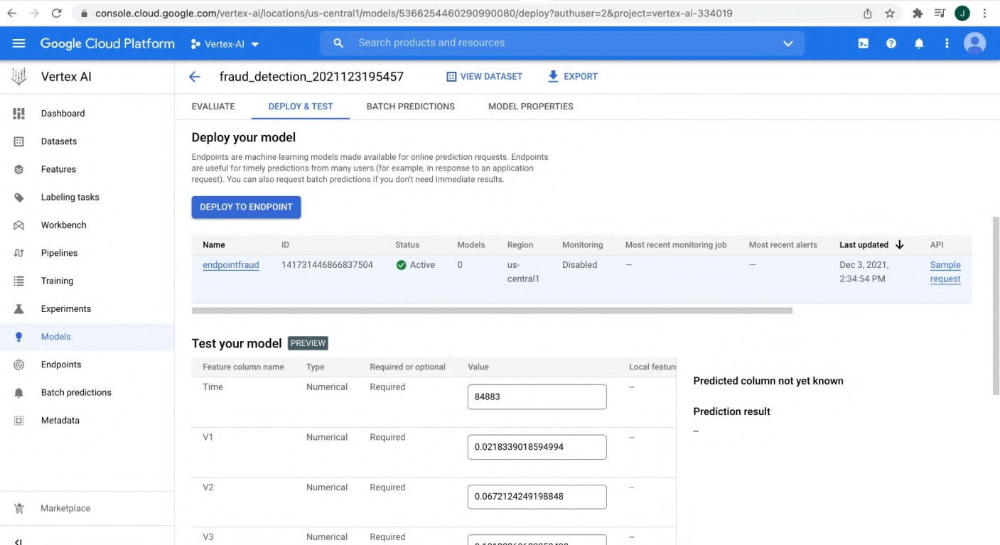 console.cloud.google.com/vertex-ai/locations/us-central1/models/5366254460290990080/deploy?authuser=2&project=vertex-ai-334019
J
Google Cloud Platform
Vertex-AI
Search products and resources
Vertex AI
fraud_detection_2021123195457
VIEW DATASET
EXPORT
EVALUATE
DEPLOY & TEST
BATCH PREDICTIONS
MODEL PROPERTIES
Dashboard
Datasets
Features
Labeling tasks
Workbench
Pipelines
Training
Experiments
Models
Endpoints
Batch predictions
Metadata
Marketplace
Deploy your model
Endpoints are machine learning models made available for online prediction requests. Endpoints
are useful for timely predictions from many users (for example, in response to an application
request). You can also request batch predictions if you don't need immediate results.
DEPLOY TO ENDPOINT
Name ID Status Models Region Monitoring Most recent monitoring job Most recent alerts Last updated API
endpointfraud 141731446866837504 Active 0 us- Disabled — — Dec 3, 2021, Sample
central1 2:34:54 PM request
Test your model PREVIEW
Feature column name Type Required or optional Value Local feature
Time Numerical Required 84883 --
V1 Numerical Required 0.0218339018594994 --
V2 Numerical Required 0.0672124249198848 --
V3 Numerical Required --
Predicted column not yet known
Prediction result
--